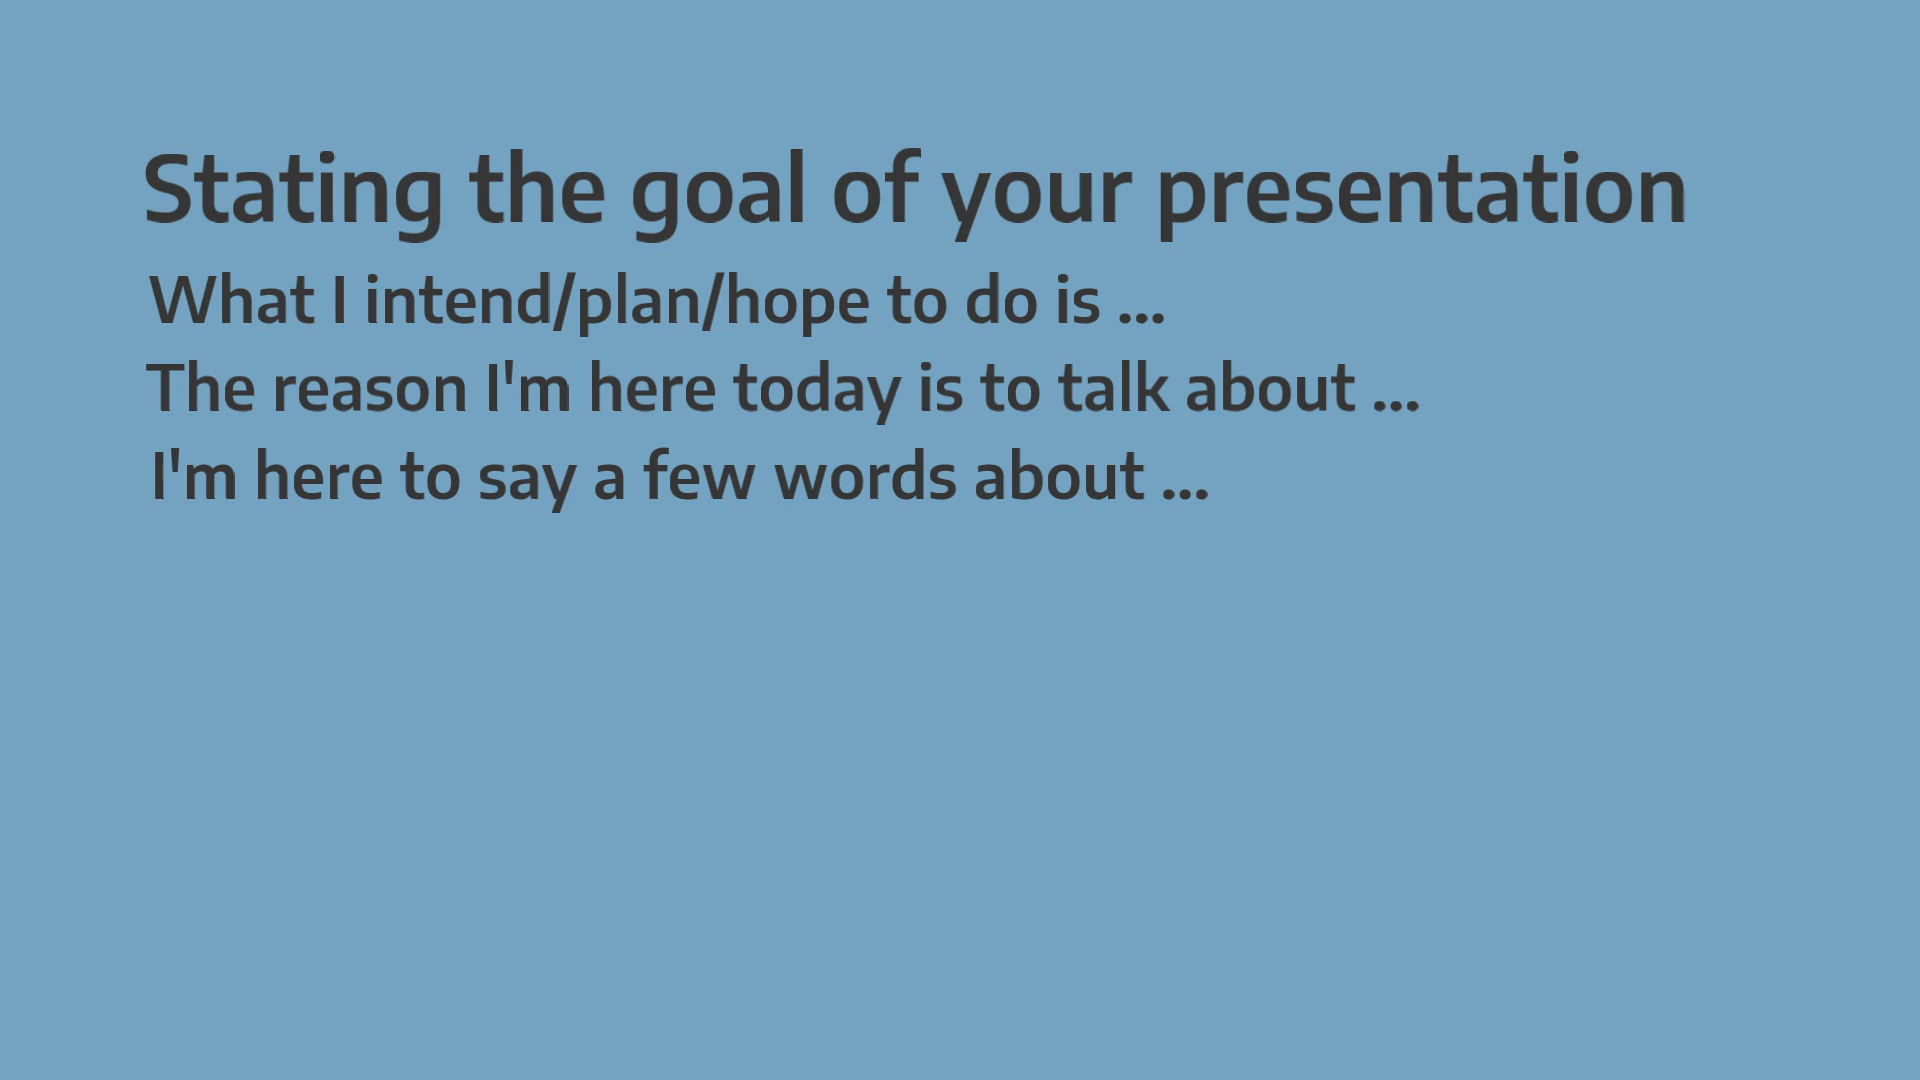 Stating the goal of your presentation
What I intend/plan/hope to do is ...
The reason I'm here today is to talk about ...
I'm here to say a few words about ...